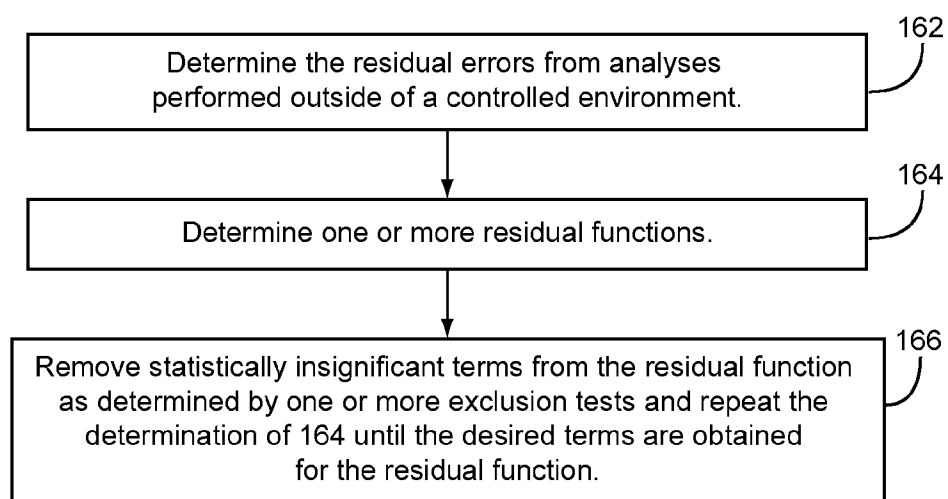 162
Determine the residual errors from analyses
performed outside of a controlled environment.
164
Determine one or more residual functions.
166
Remove statistically insignificant terms from the residual function
as determined by one or more exclusion tests and repeat the
determination of 164 until the desired terms are obtained
for the residual function.